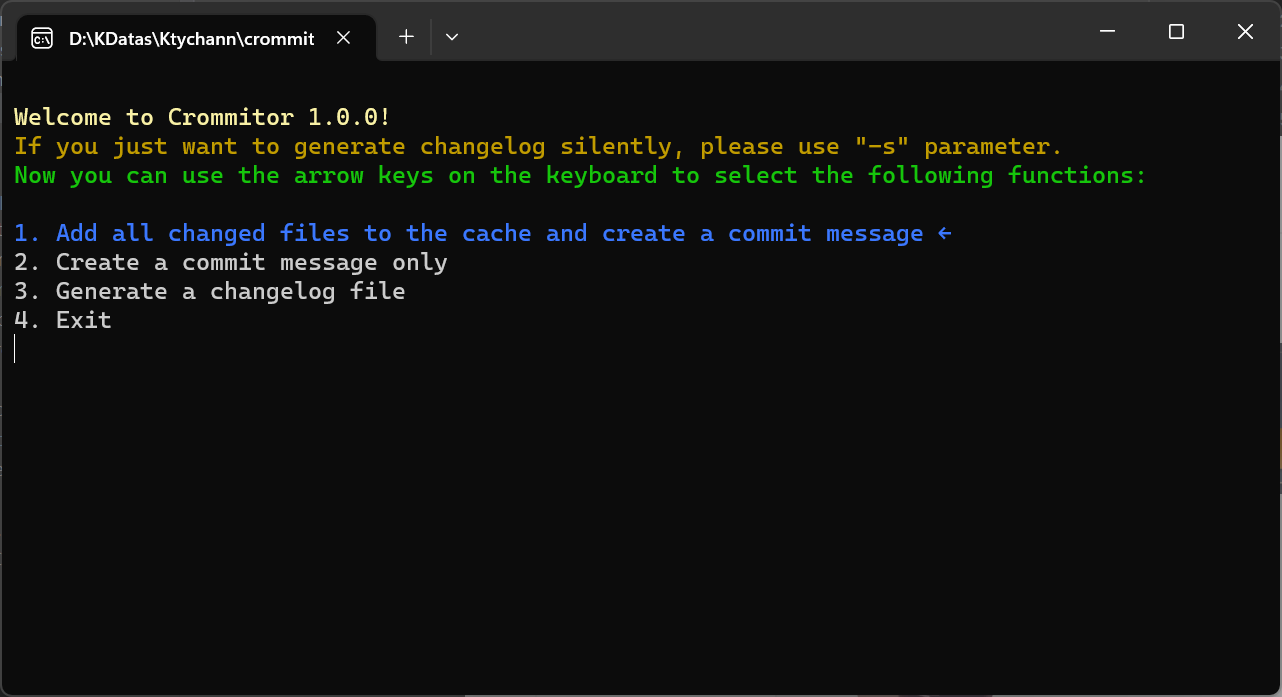 D:\KDatas\Ktychann\crommit
Welcome to Crommitor 1.0.0!
If you just want to generate changelog silently, please use "-s" parameter.
Now you can use the arrow keys on the keyboard to select the following functions:
1. Add all changed files to the cache and create a commit message ←
2. Create a commit message only
3. Generate a changelog file
4. Exit